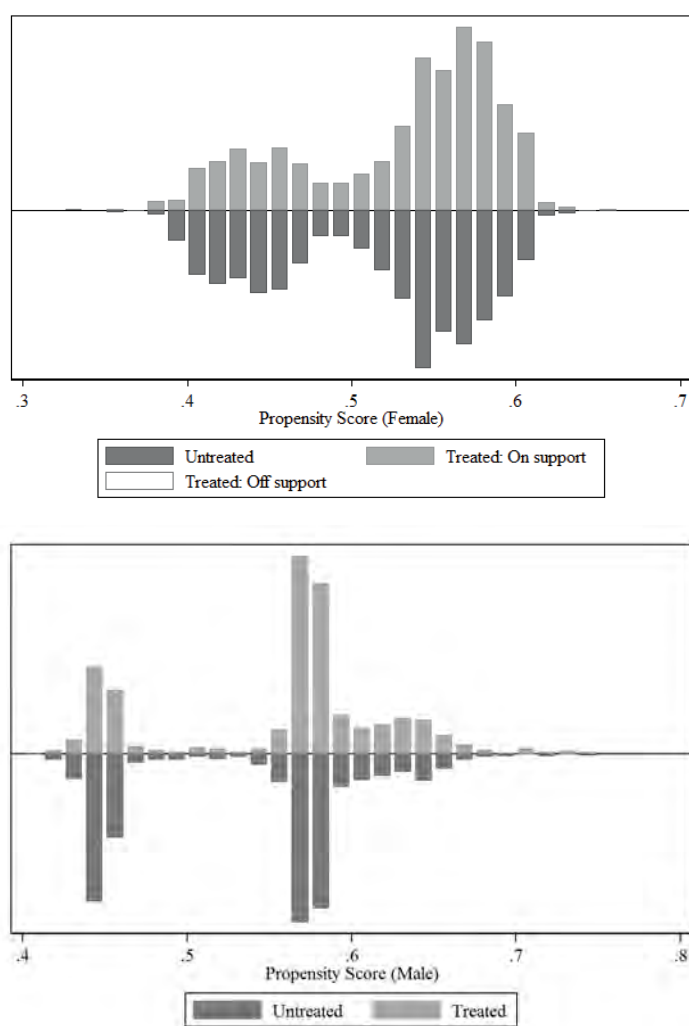 .3 .4 .5 .6 .7
Propensity Score (Female)
Untreated Treated: On support
Treated: Off support
.4 .5 .6 .7 .8
Propensity Score (Male)
Untreated Treated